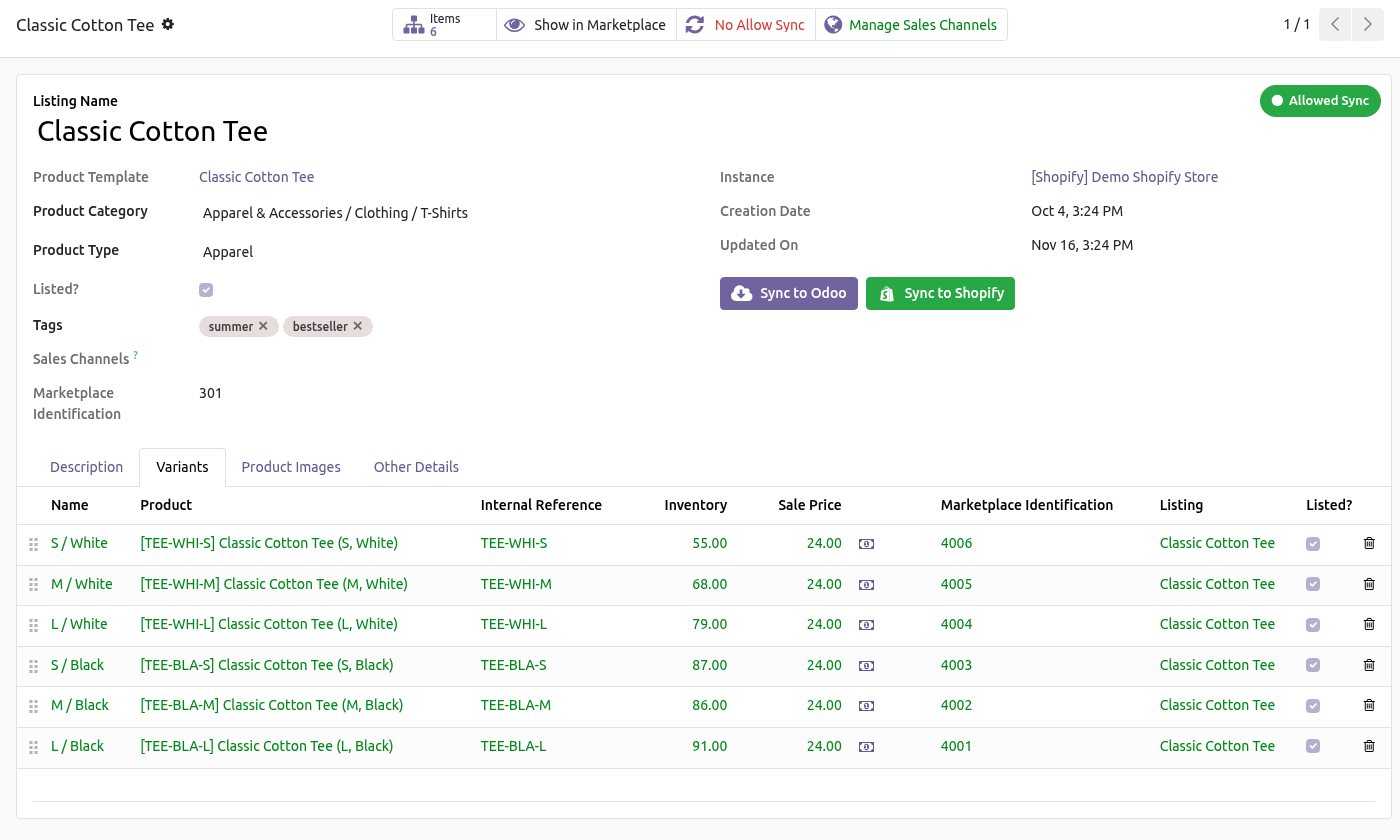 Classic Cotton Tee
Items
6
Show in Marketplace
No Allow Sync
Manage Sales Channels
1 / 1
Listing Name
Allowed Sync
Classic Cotton Tee
Product Template Classic Cotton Tee
Instance [Shopify] Demo Shopify Store
Product Category Apparel & Accessories / Clothing / T-Shirts
Creation Date Oct 4, 3:24 PM
Product Type Apparel
Updated On Nov 16, 3:24 PM
Listed?
Sync to Odoo Sync to Shopify
Tags summer ✕ bestseller ✕
Sales Channels ?
Marketplace Identification 301
Description Variants Product Images Other Details
Name Product Internal Reference Inventory Sale Price Marketplace Identification Listing Listed?
S / White [TEE-WHI-S] Classic Cotton Tee (S, White) TEE-WHI-S 55.00 24.00 4006 Classic Cotton Tee
M / White [TEE-WHI-M] Classic Cotton Tee (M, White) TEE-WHI-M 68.00 24.00 4005 Classic Cotton Tee
L / White [TEE-WHI-L] Classic Cotton Tee (L, White) TEE-WHI-L 79.00 24.00 4004 Classic Cotton Tee
S / Black [TEE-BLA-S] Classic Cotton Tee (S, Black) TEE-BLA-S 87.00 24.00 4003 Classic Cotton Tee
M / Black [TEE-BLA-M] Classic Cotton Tee (M, Black) TEE-BLA-M 86.00 24.00 4002 Classic Cotton Tee
L / Black [TEE-BLA-L] Classic Cotton Tee (L, Black) TEE-BLA-L 91.00 24.00 4001 Classic Cotton Tee